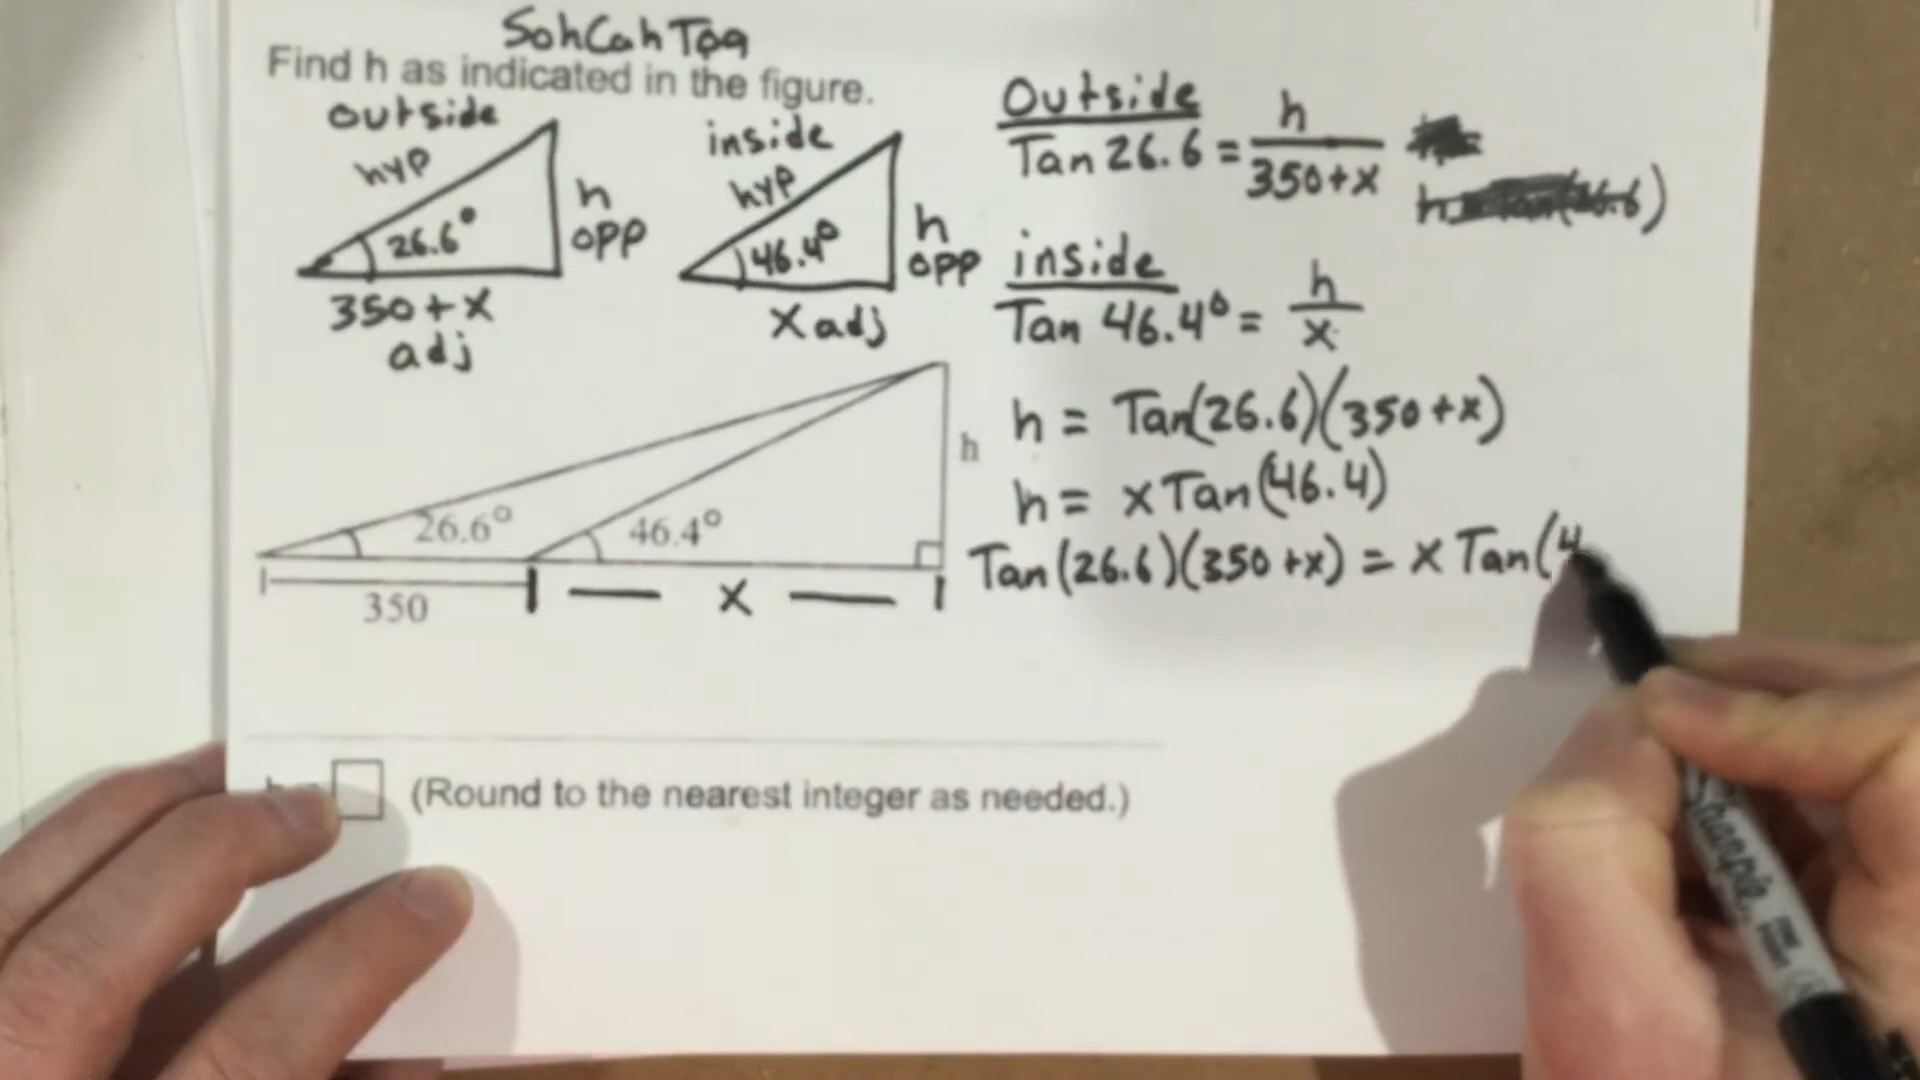 SohCahToa
Find h as indicated in the figure.
outside
hyp
26.6°
h
opp
350+x
adj
inside
hyp
46.4°
h
opp
x adj
Outside
Tan 26.6 = h / 350+x
inside
Tan 46.4° = h / x
h = Tan(26.6)(350+x)
h = x Tan(46.4)
Tan(26.6)(350+x) = x Tan(4
26.6°
46.4°
h
350
x
(Round to the nearest integer as needed.)
Sharpie